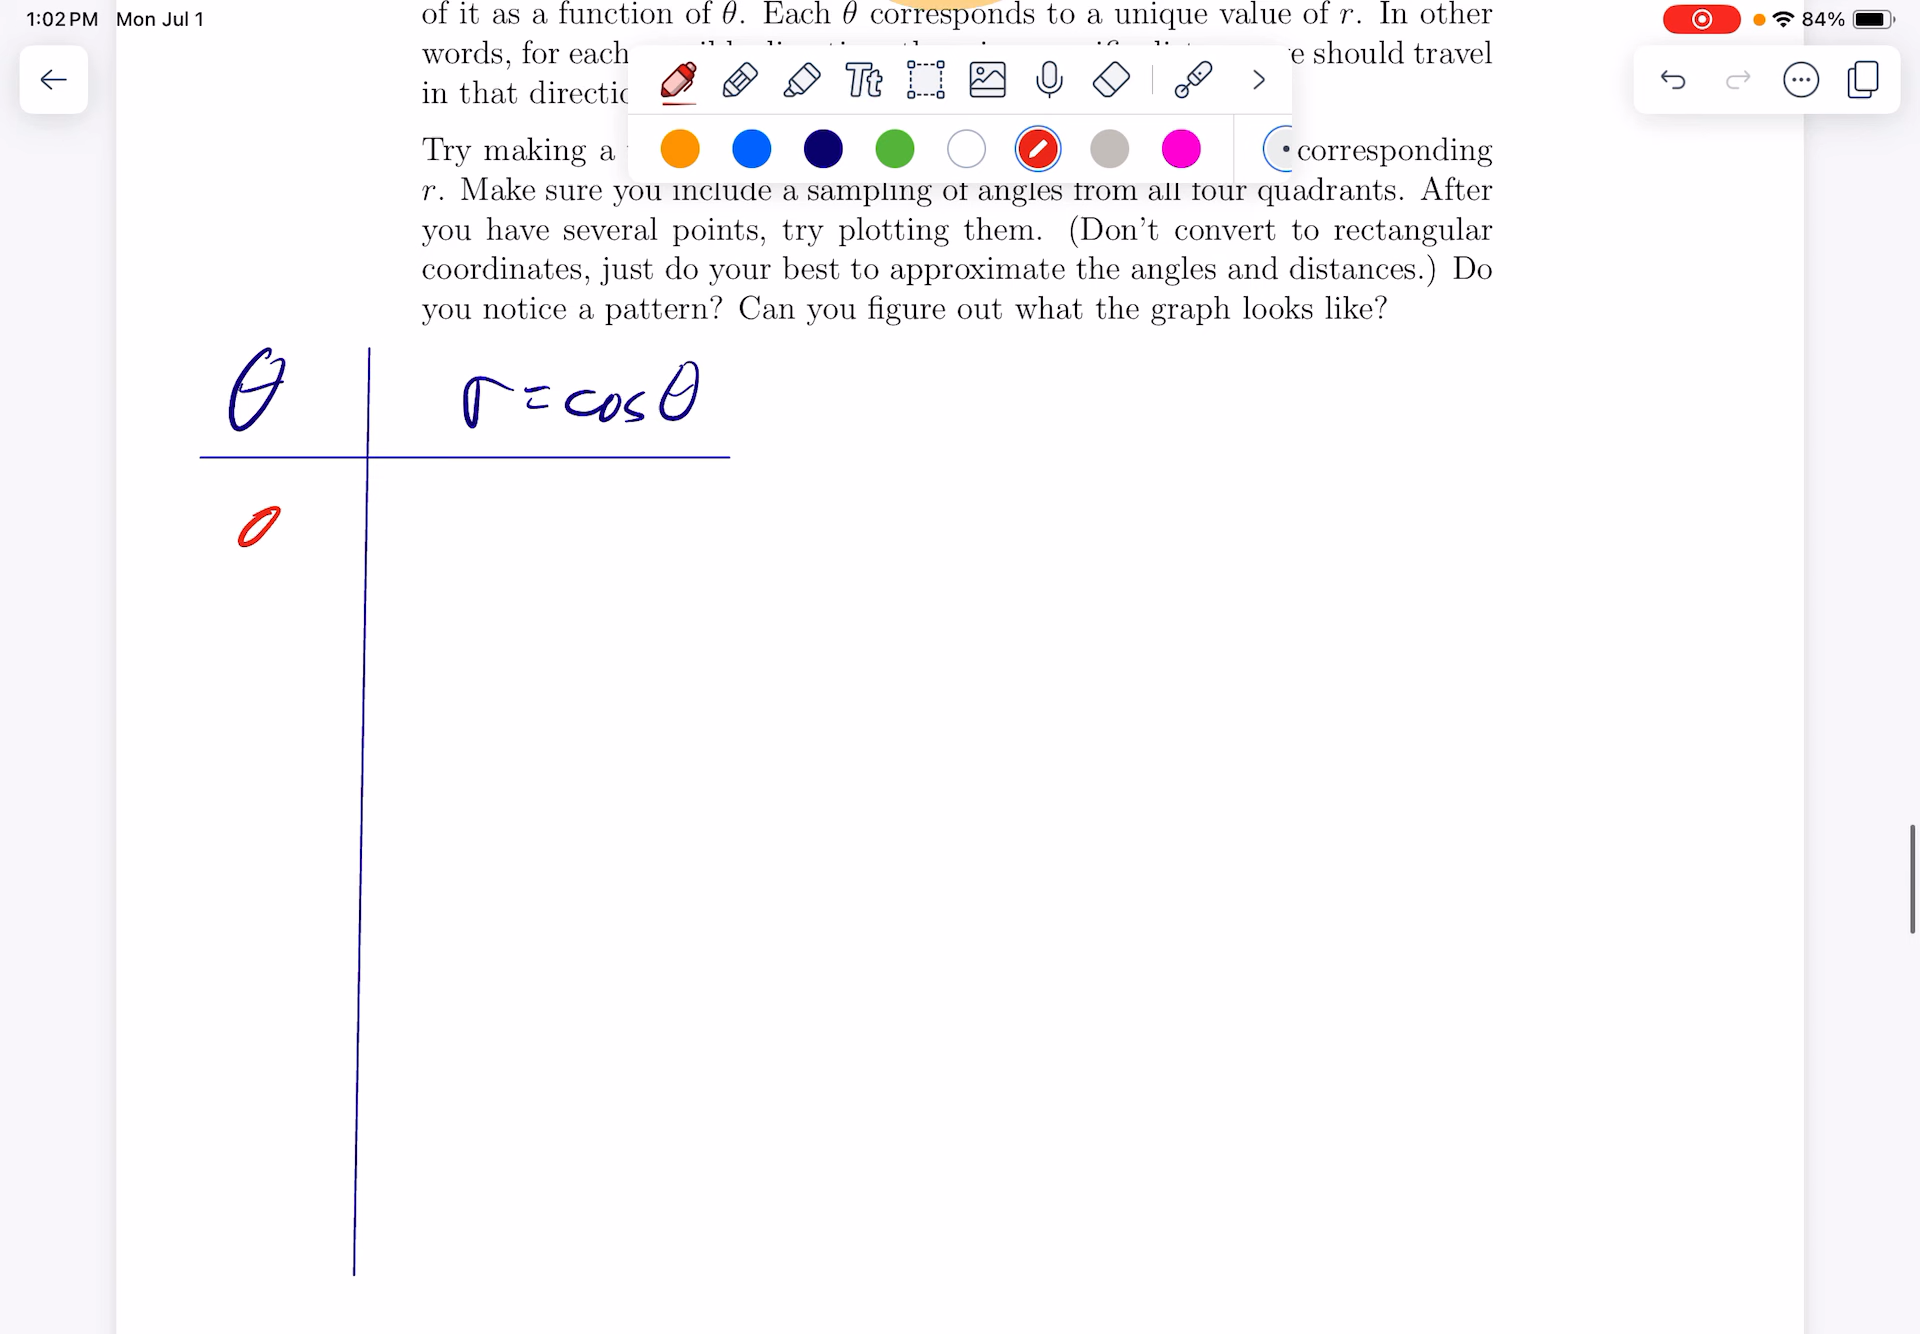 1:02 PM Mon Jul 1 84%
of it as a function of θ. Each θ corresponds to a unique value of r. In other
words, for each e should travel
in that directio
Tt
Try making a corresponding
r. Make sure you include a sampling of angles from all four quadrants. After
you have several points, try plotting them. (Don't convert to rectangular
coordinates, just do your best to approximate the angles and distances.) Do
you notice a pattern? Can you figure out what the graph looks like?
θ r = cos θ
0